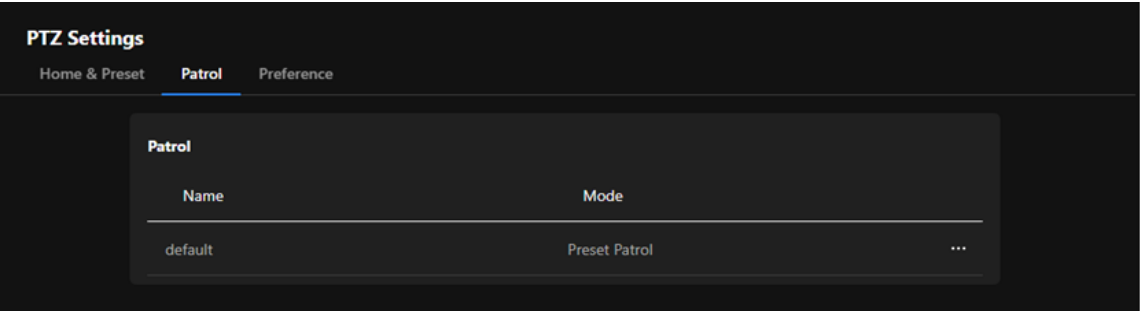 PTZ Settings
Home & Preset Patrol Preference
Patrol
Name Mode
default Preset Patrol ...